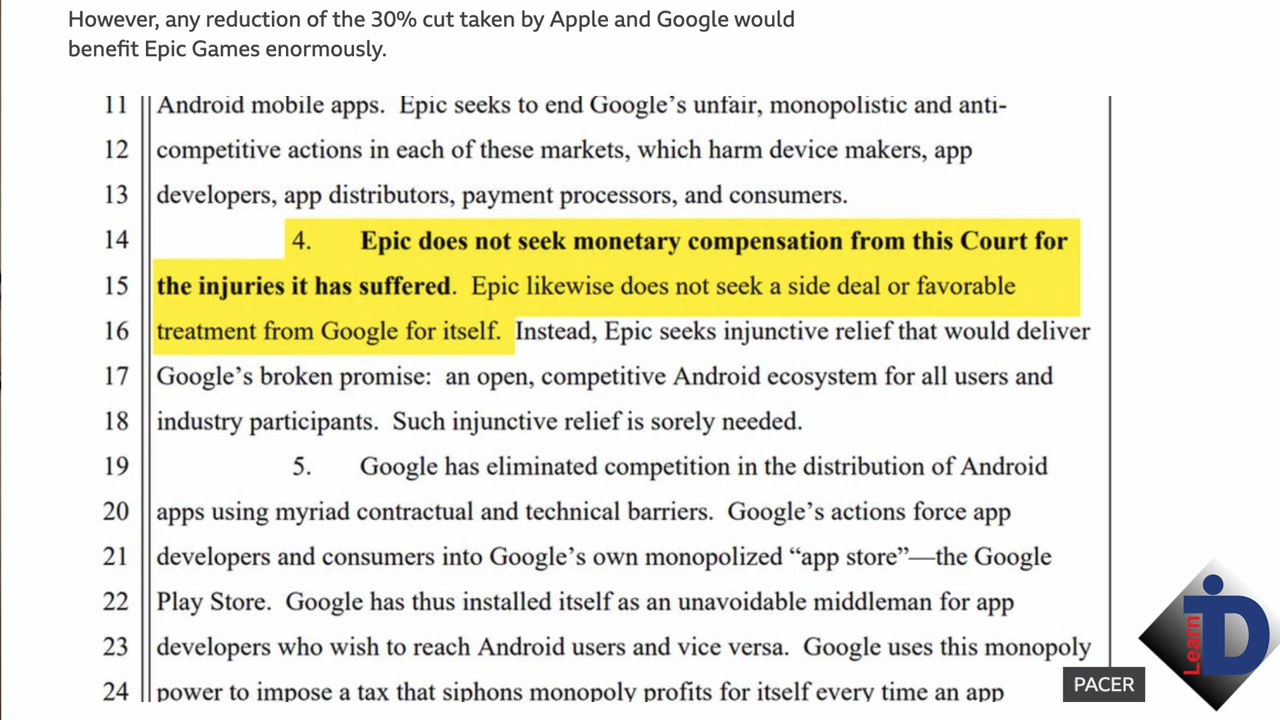 However, any reduction of the 30% cut taken by Apple and Google would
benefit Epic Games enormously.
11 Android mobile apps. Epic seeks to end Google’s unfair, monopolistic and anti-
12 competitive actions in each of these markets, which harm device makers, app
13 developers, app distributors, payment processors, and consumers.
14 4. Epic does not seek monetary compensation from this Court for
15 the injuries it has suffered. Epic likewise does not seek a side deal or favorable
16 treatment from Google for itself. Instead, Epic seeks injunctive relief that would deliver
17 Google’s broken promise: an open, competitive Android ecosystem for all users and
18 industry participants. Such injunctive relief is sorely needed.
19 5. Google has eliminated competition in the distribution of Android
20 apps using myriad contractual and technical barriers. Google’s actions force app
21 developers and consumers into Google’s own monopolized “app store”—the Google
22 Play Store. Google has thus installed itself as an unavoidable middleman for app
23 developers who wish to reach Android users and vice versa. Google uses this monopoly
24 power to impose a tax that siphons monopoly profits for itself every time an app
PACER
Learn
iD